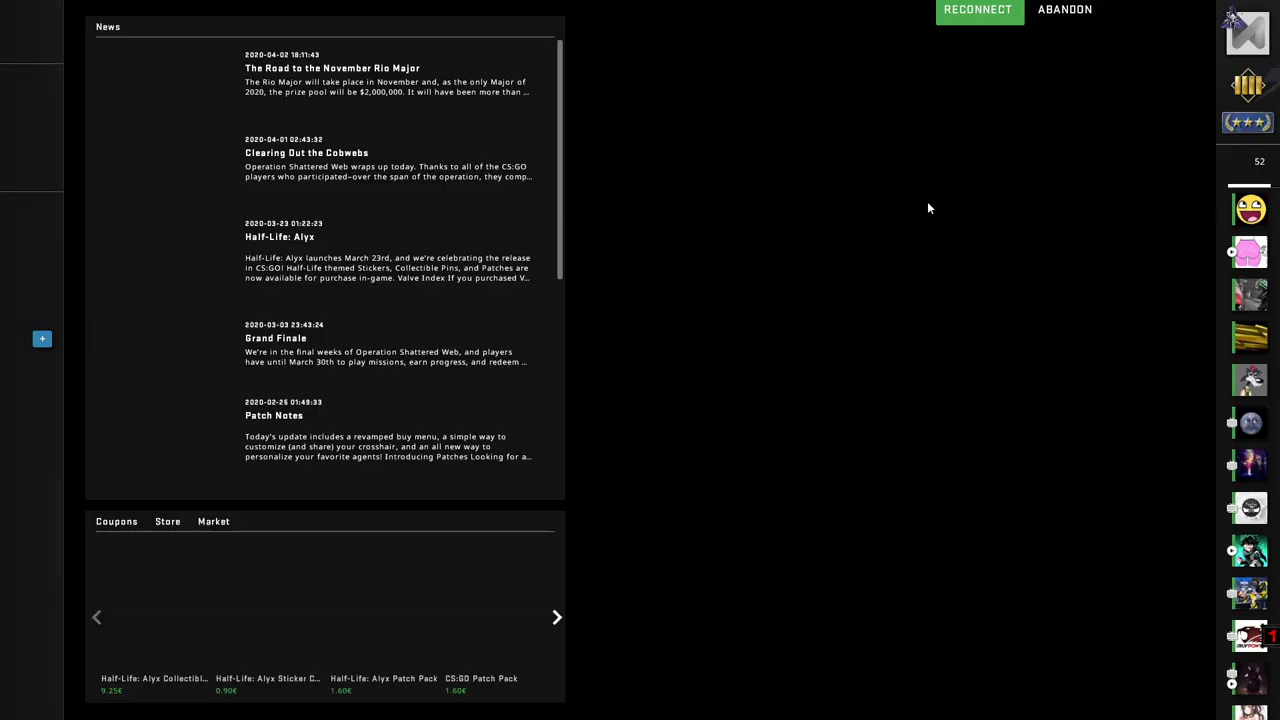 RECONNECT ABANDON
News
2020-04-02 18:11:43
The Road to the November Rio Major
The Rio Major will take place in November and, as the only Major of
2020, the prize pool will be $2,000,000. It will have been more than ...
2020-04-01 02:43:32
Clearing Out the Cobwebs
Operation Shattered Web wraps up today. Thanks to all of the CS:GO
players who participated–over the span of the operation, they comp...
2020-03-23 01:22:23
Half-Life: Alyx
Half-Life: Alyx launches March 23rd, and we're celebrating the release
in CS:GO! Half-Life themed Stickers, Collectible Pins, and Patches are
now available for purchase in-game. Valve Index If you purchased V...
2020-03-03 23:43:24
Grand Finale
We're in the final weeks of Operation Shattered Web, and players
have until March 30th to play missions, earn progress, and redeem ...
2020-02-25 01:49:33
Patch Notes
Today's update includes a revamped buy menu, a simple way to
customize (and share) your crosshair, and an all new way to
personalize your favorite agents! Introducing Patches Looking for a...
Coupons Store Market
Half-Life: Alyx Collectibl... Half-Life: Alyx Sticker C... Half-Life: Alyx Patch Pack CS:GO Patch Pack
9.25€ 0.90€ 1.60€ 1.60€
52
1